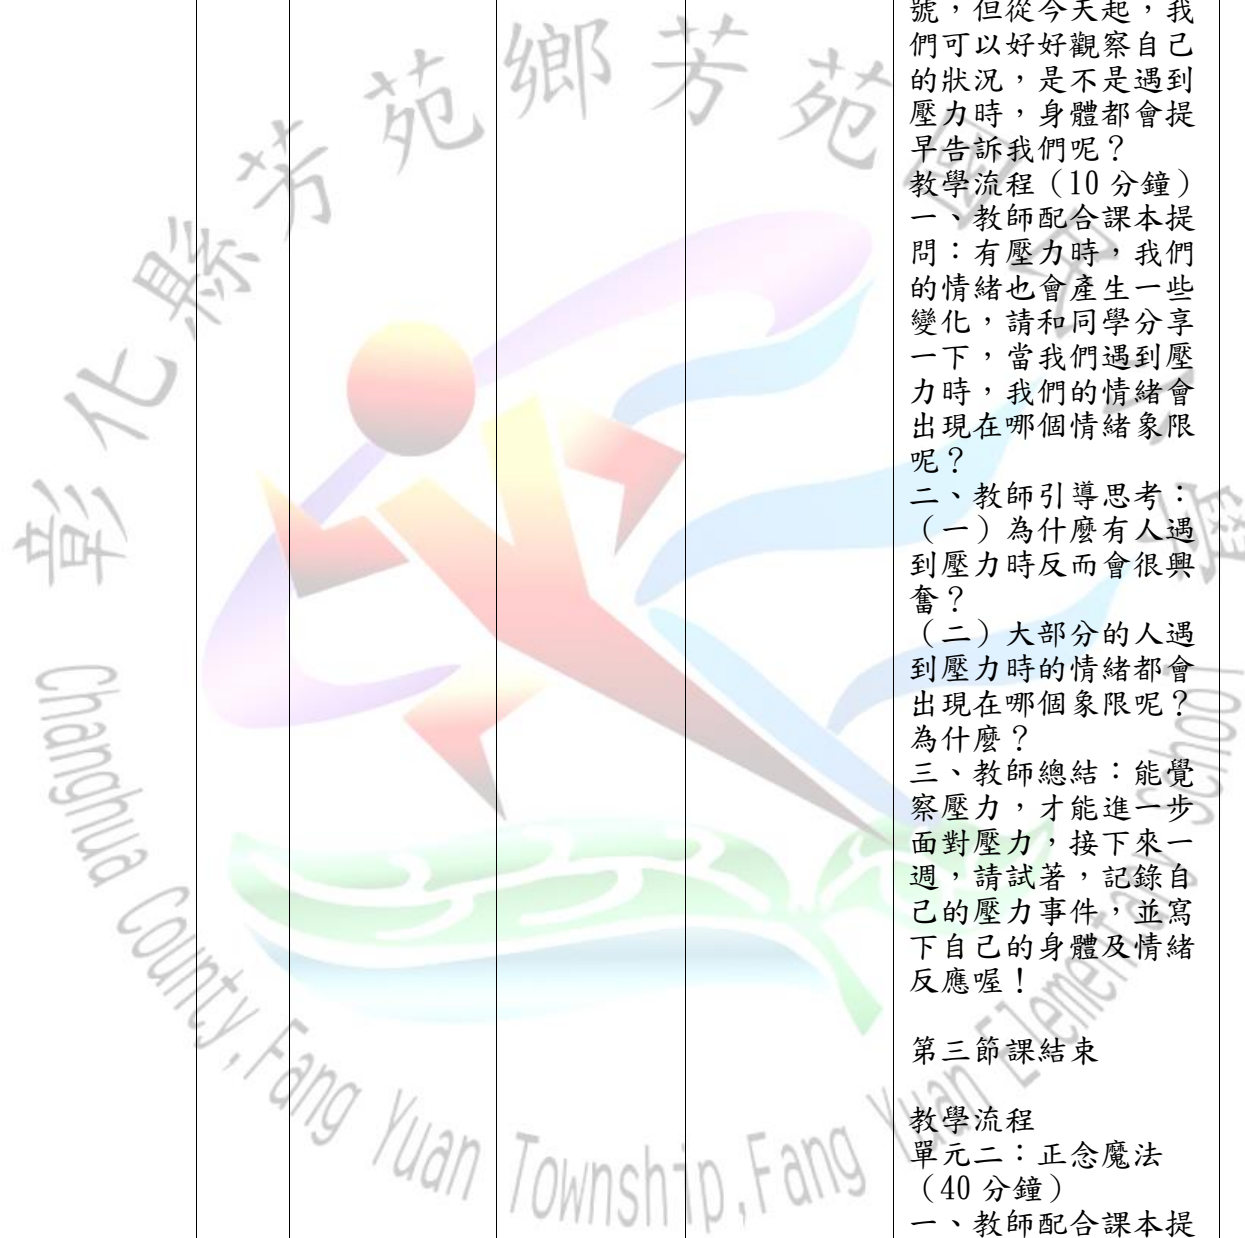 彰化縣芳苑鄉芳苑國民小學
Changhua County, Fang Yuan Township, Fang Yuan Elementary School
號，但從今天起，我
們可以好好觀察自己
的狀況，是不是遇到
壓力時，身體都會提
早告訴我們呢？
教學流程（10 分鐘）
一、教師配合課本提
問：有壓力時，我們
的情緒也會產生一些
變化，請和同學分享
一下，當我們遇到壓
力時，我們的情緒會
出現在哪個情緒象限
呢？
二、教師引導思考：
（一）為什麼有人遇
到壓力時反而會很興
奮？
（二）大部分的人遇
到壓力時的情緒都會
出現在哪個象限呢？
為什麼？
三、教師總結：能覺
察壓力，才能進一步
面對壓力，接下來一
週，請試著，記錄自
己的壓力事件，並寫
下自己的身體及情緒
反應喔！
第三節課結束
教學流程
單元二：正念魔法
（40 分鐘）
一、教師配合課本提